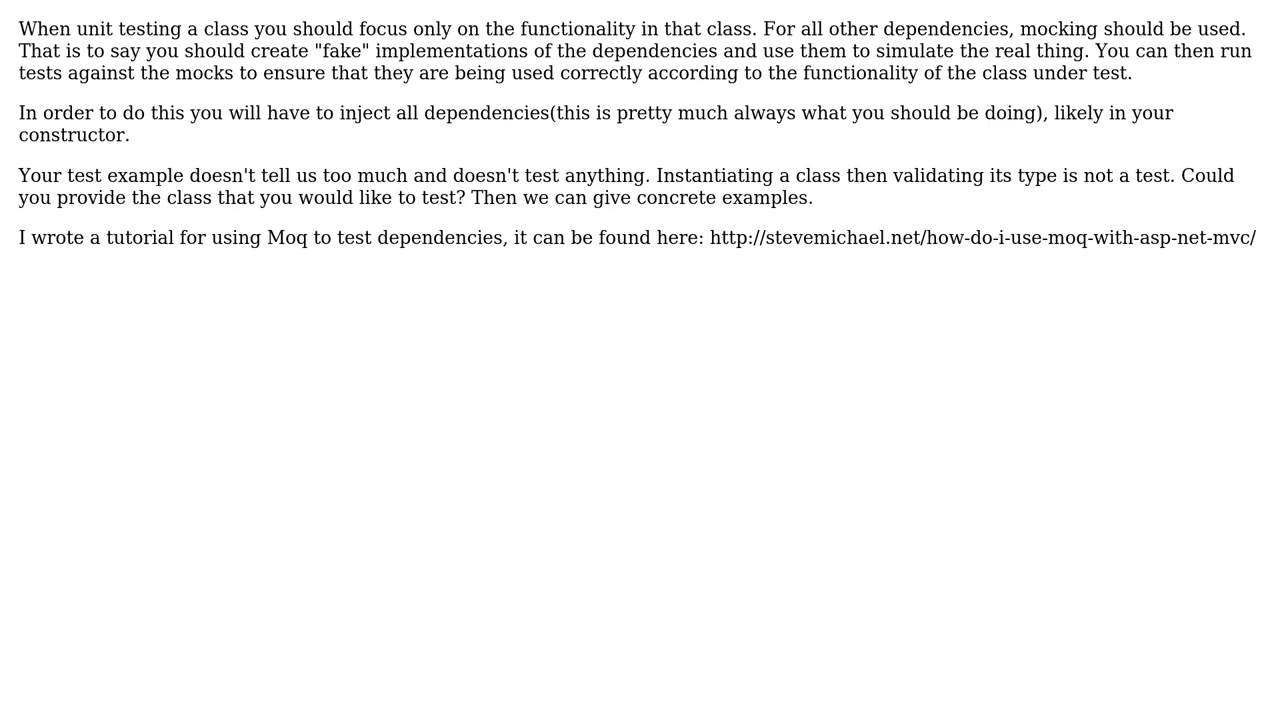 When unit testing a class you should focus only on the functionality in that class. For all other dependencies, mocking should be used.
That is to say you should create "fake" implementations of the dependencies and use them to simulate the real thing. You can then run
tests against the mocks to ensure that they are being used correctly according to the functionality of the class under test.
In order to do this you will have to inject all dependencies(this is pretty much always what you should be doing), likely in your
constructor.
Your test example doesn't tell us too much and doesn't test anything. Instantiating a class then validating its type is not a test. Could
you provide the class that you would like to test? Then we can give concrete examples.
I wrote a tutorial for using Moq to test dependencies, it can be found here: http://stevemichael.net/how-do-i-use-moq-with-asp-net-mvc/